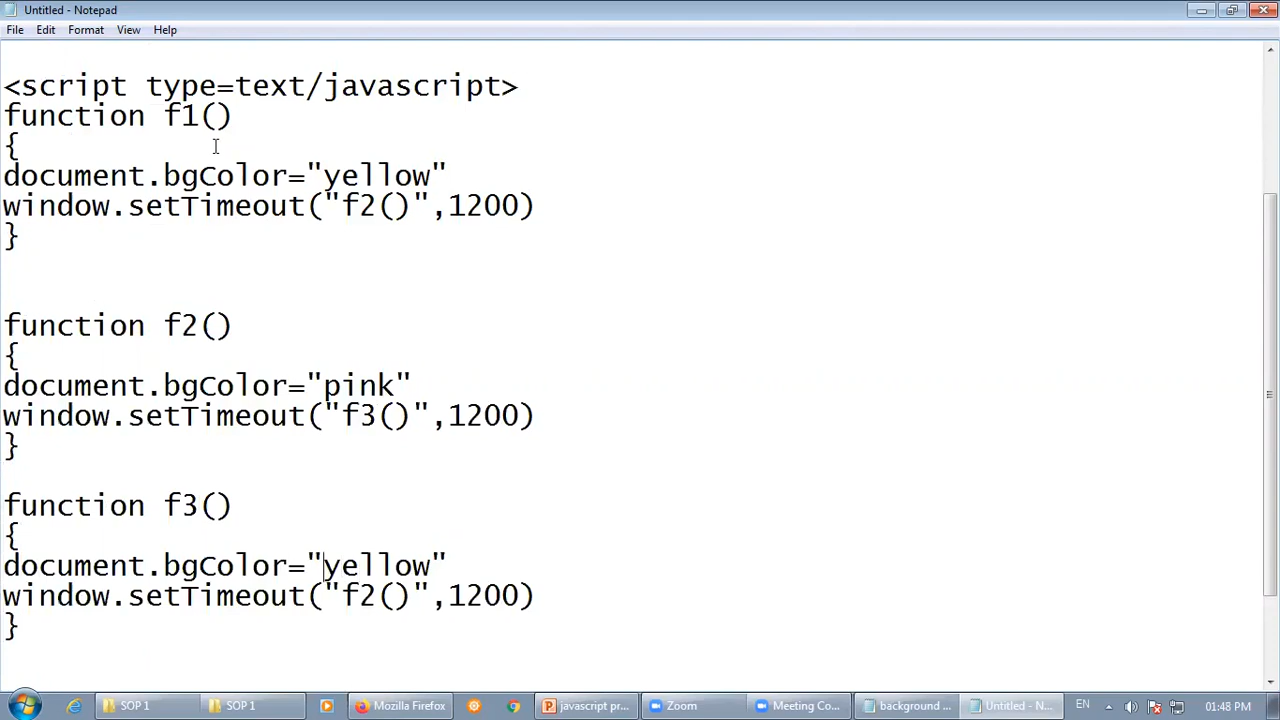 Untitled - Notepad
File Edit Format View Help
<script type=text/javascript>
function f1()
{
document.bgColor="yellow"
window.setTimeout("f2()",1200)
}
function f2()
{
document.bgColor="pink"
window.setTimeout("f3()",1200)
}
function f3()
{
document.bgColor="yellow"
window.setTimeout("f2()",1200)
}
SOP 1 SOP 1 Mozilla Firefox javascript pr... Zoom Meeting Co... background ... Untitled - N... EN 01:48 PM